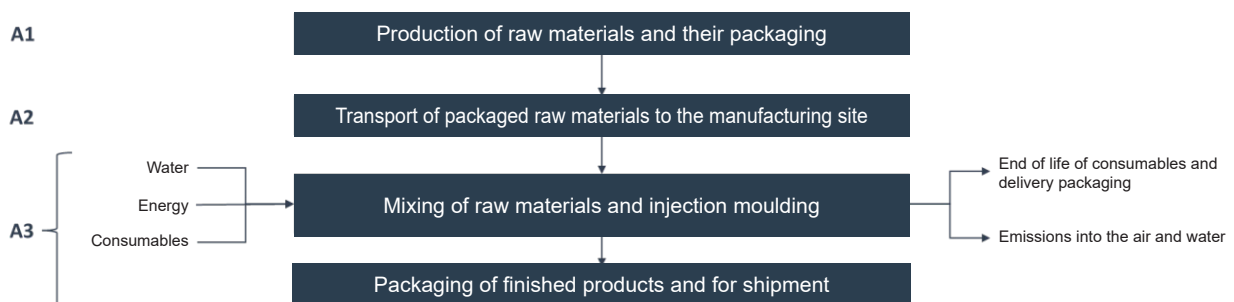 A1
Production of raw materials and their packaging
A2
Transport of packaged raw materials to the manufacturing site
Water
Energy
Consumables
A3
Mixing of raw materials and injection moulding
End of life of consumables and
delivery packaging
Emissions into the air and water
Packaging of finished products and for shipment